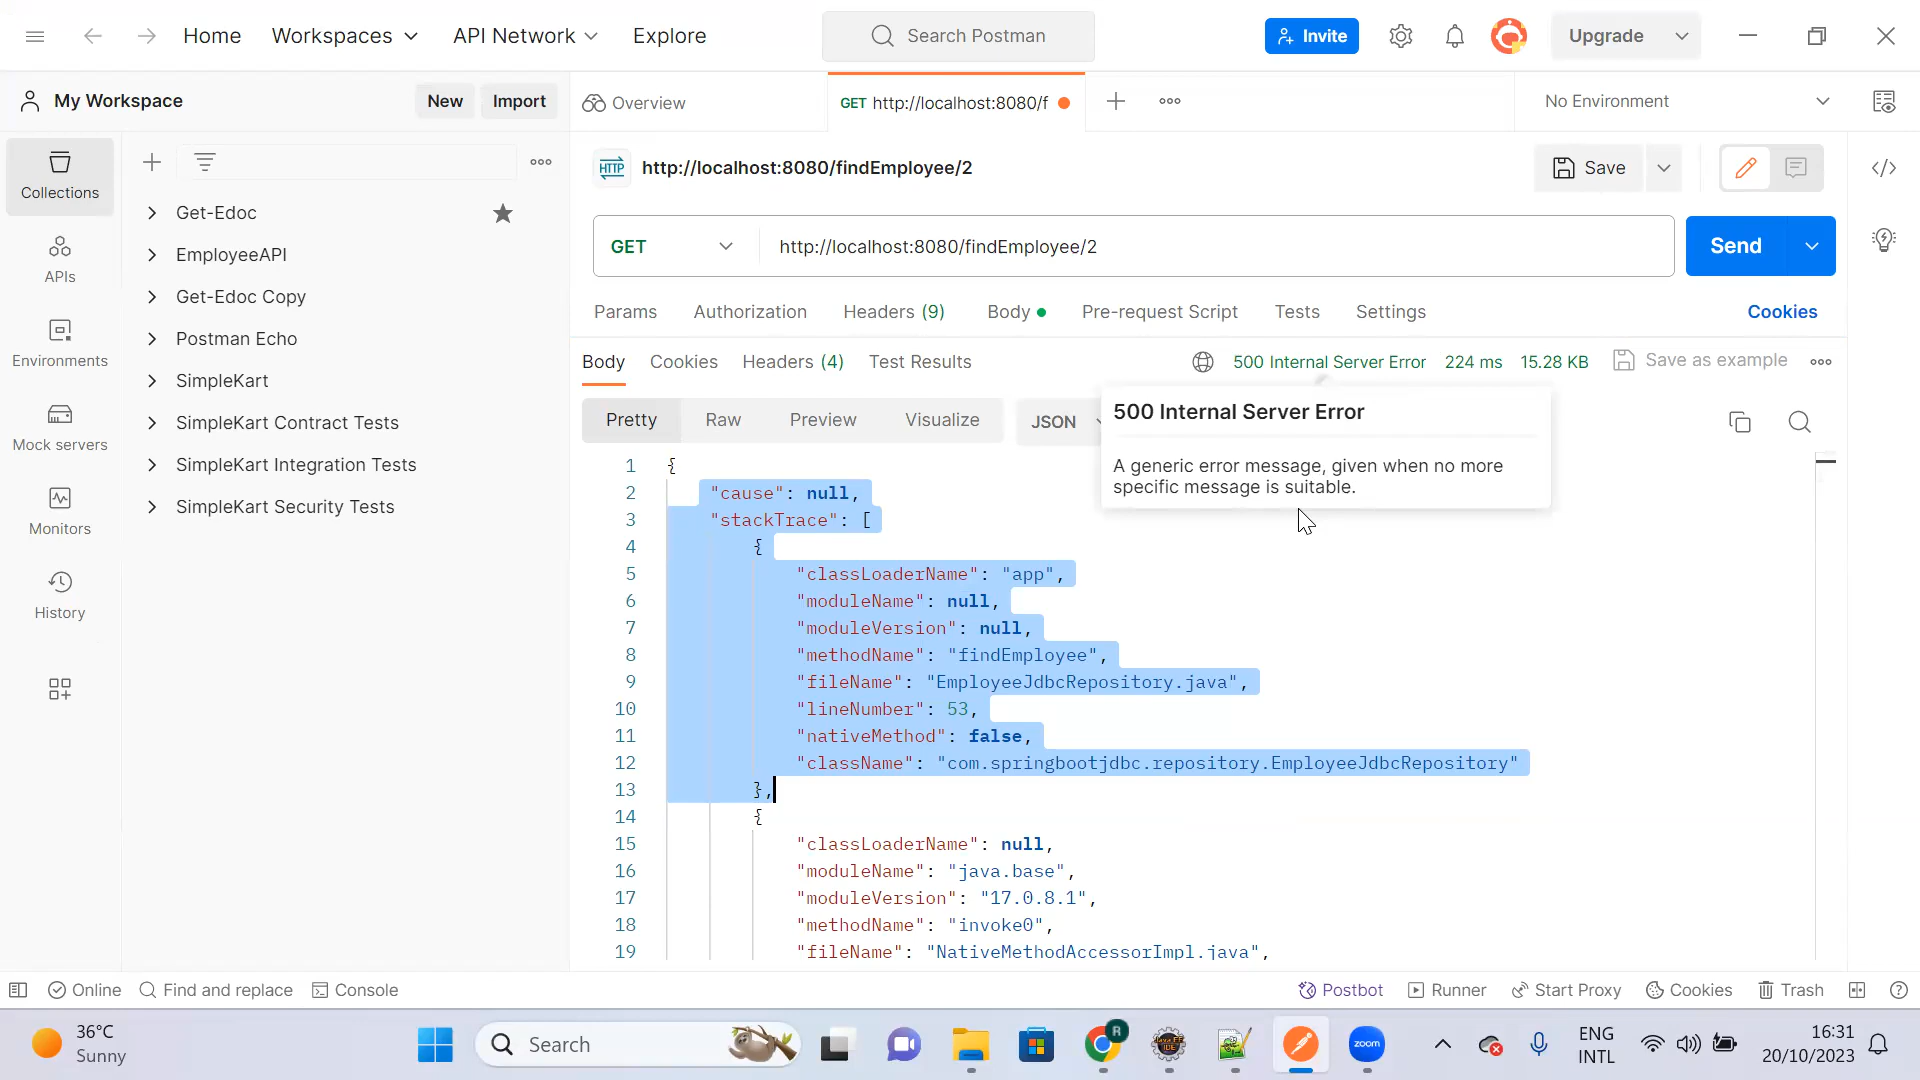 Home
Workspaces
API Network
Explore
Search Postman
Invite
Upgrade
My Workspace
New
Import
Overview
GET http://localhost:8080/f
No Environment
Collections
APIs
Environments
Mock servers
Monitors
History
Get-Edoc
EmployeeAPI
Get-Edoc Copy
Postman Echo
SimpleKart
SimpleKart Contract Tests
SimpleKart Integration Tests
SimpleKart Security Tests
HTTP
http://localhost:8080/findEmployee/2
Save
GET
http://localhost:8080/findEmployee/2
Send
Params
Authorization
Headers (9)
Body
Pre-request Script
Tests
Settings
Cookies
Body
Cookies
Headers (4)
Test Results
500 Internal Server Error
224 ms
15.28 KB
Save as example
Pretty
Raw
Preview
Visualize
JSON
500 Internal Server Error
A generic error message, given when no more
specific message is suitable.
1 {
2 "cause": null,
3 "stackTrace": [
4 {
5 "classLoaderName": "app",
6 "moduleName": null,
7 "moduleVersion": null,
8 "methodName": "findEmployee",
9 "fileName": "EmployeeJdbcRepository.java",
10 "lineNumber": 53,
11 "nativeMethod": false,
12 "className": "com.springbootjdbc.repository.EmployeeJdbcRepository"
13 },
14 {
15 "classLoaderName": null,
16 "moduleName": "java.base",
17 "moduleVersion": "17.0.8.1",
18 "methodName": "invoke0",
19 "fileName": "NativeMethodAccessorImpl.java",
Online
Find and replace
Console
Postbot
Runner
Start Proxy
Cookies
Trash
36°C
Sunny
Search
R
Java EE
IDE
zoom
ENG
INTL
16:31
20/10/2023